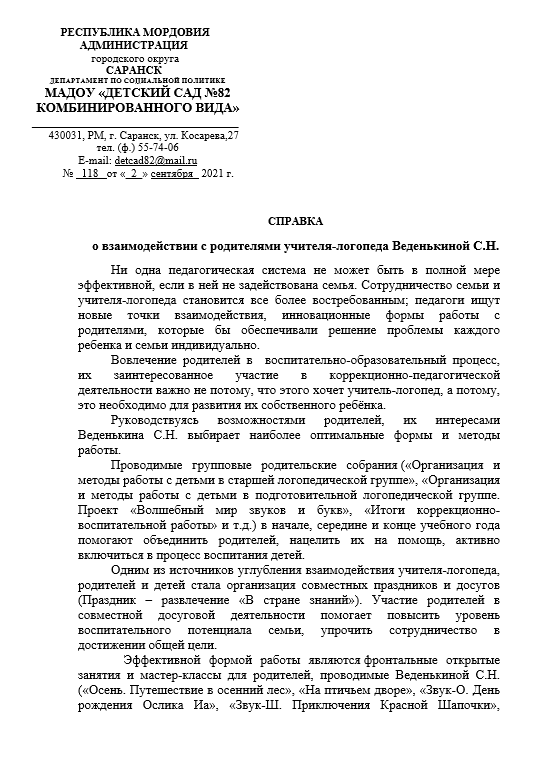 РЕСПУБЛИКА МОРДОВИЯ
АДМИНИСТРАЦИЯ
городского округа
САРАНСК
ДЕПАРТАМЕНТ ПО СОЦИАЛЬНОЙ ПОЛИТИКЕ
МАДОУ «ДЕТСКИЙ САД №82
КОМБИНИРОВАННОГО ВИДА»
430031, РМ, г. Саранск, ул. Косарева,27
тел. (ф.) 55-74-06
E-mail: detcad82@mail.ru
№ 118 от « 2 » сентября 2021 г.
СПРАВКА
о взаимодействии с родителями учителя-логопеда Веденькиной С.Н.
Ни одна педагогическая система не может быть в полной мере
эффективной, если в ней не задействована семья. Сотрудничество семьи и
учителя-логопеда становится все более востребованным; педагоги ищут
новые точки взаимодействия, инновационные формы работы с
родителями, которые бы обеспечивали решение проблемы каждого
ребенка и семьи индивидуально.
Вовлечение родителей в воспитательно-образовательный процесс,
их заинтересованное участие в коррекционно-педагогической
деятельности важно не потому, что этого хочет учитель-логопед, а потому,
это необходимо для развития их собственного ребёнка.
Руководствуясь возможностями родителей, их интересами
Веденькина С.Н. выбирает наиболее оптимальные формы и методы
работы.
Проводимые групповые родительские собрания («Организация и
методы работы с детьми в старшей логопедической группе», «Организация
и методы работы с детьми в подготовительной логопедической группе.
Проект «Волшебный мир звуков и букв», «Итоги коррекционно-
воспитательной работы» и т.д.) в начале, середине и конце учебного года
помогают объединить родителей, нацелить их на помощь, активно
включиться в процесс воспитания детей.
Одним из источников углубления взаимодействия учителя-логопеда,
родителей и детей стала организация совместных праздников и досугов
(Праздник – развлечение «В стране знаний»). Участие родителей в
совместной досуговой деятельности помогает повысить уровень
воспитательного потенциала семьи, упрочить сотрудничество в
достижении общей цели.
Эффективной формой работы являются фронтальные открытые
занятия и мастер-классы для родителей, проводимые Веденькиной С.Н.
(«Осень. Путешествие в осенний лес», «На птичьем дворе», «Звук-О. День
рождения Ослика Иа», «Звук-Ш. Приключения Красной Шапочки»,